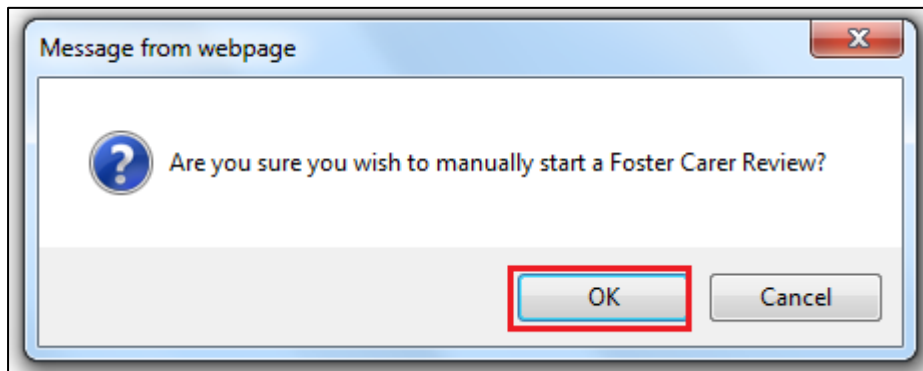 Message from webpage
Are you sure you wish to manually start a Foster Carer Review?
OK
Cancel